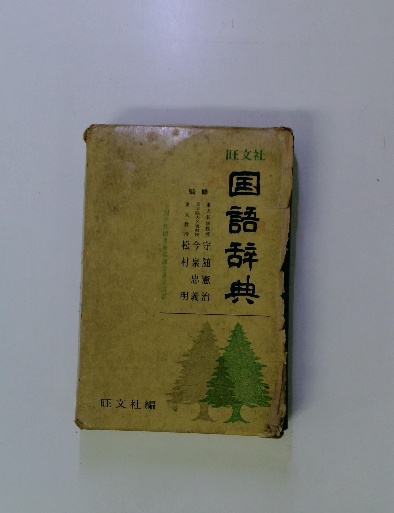 旺文社
国語辞典
監修
守随憲治
今泉忠義
松村明
旺文社編